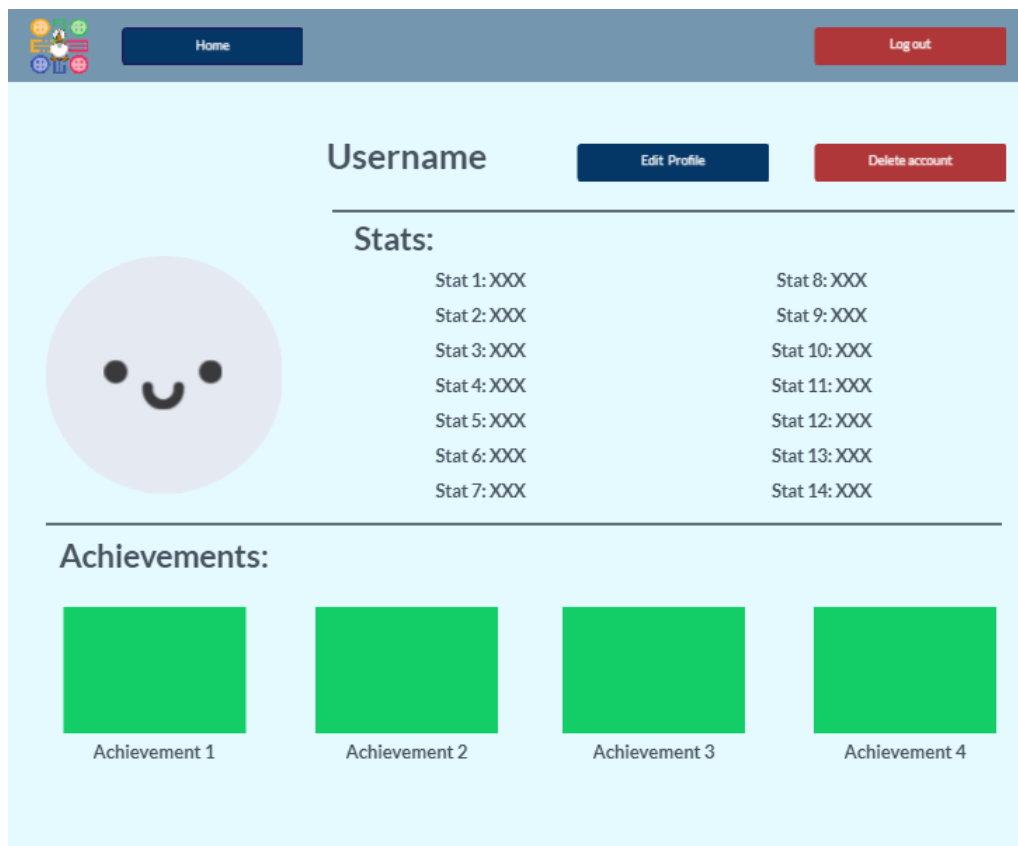 Home
Log out
Username
Edit Profile
Delete account
Stats:
Stat 1: XXX
Stat 2: XXX
Stat 3: XXX
Stat 4: XXX
Stat 5: XXX
Stat 6: XXX
Stat 7: XXX
Stat 8: XXX
Stat 9: XXX
Stat 10: XXX
Stat 11: XXX
Stat 12: XXX
Stat 13: XXX
Stat 14: XXX
Achievements:
Achievement 1
Achievement 2
Achievement 3
Achievement 4